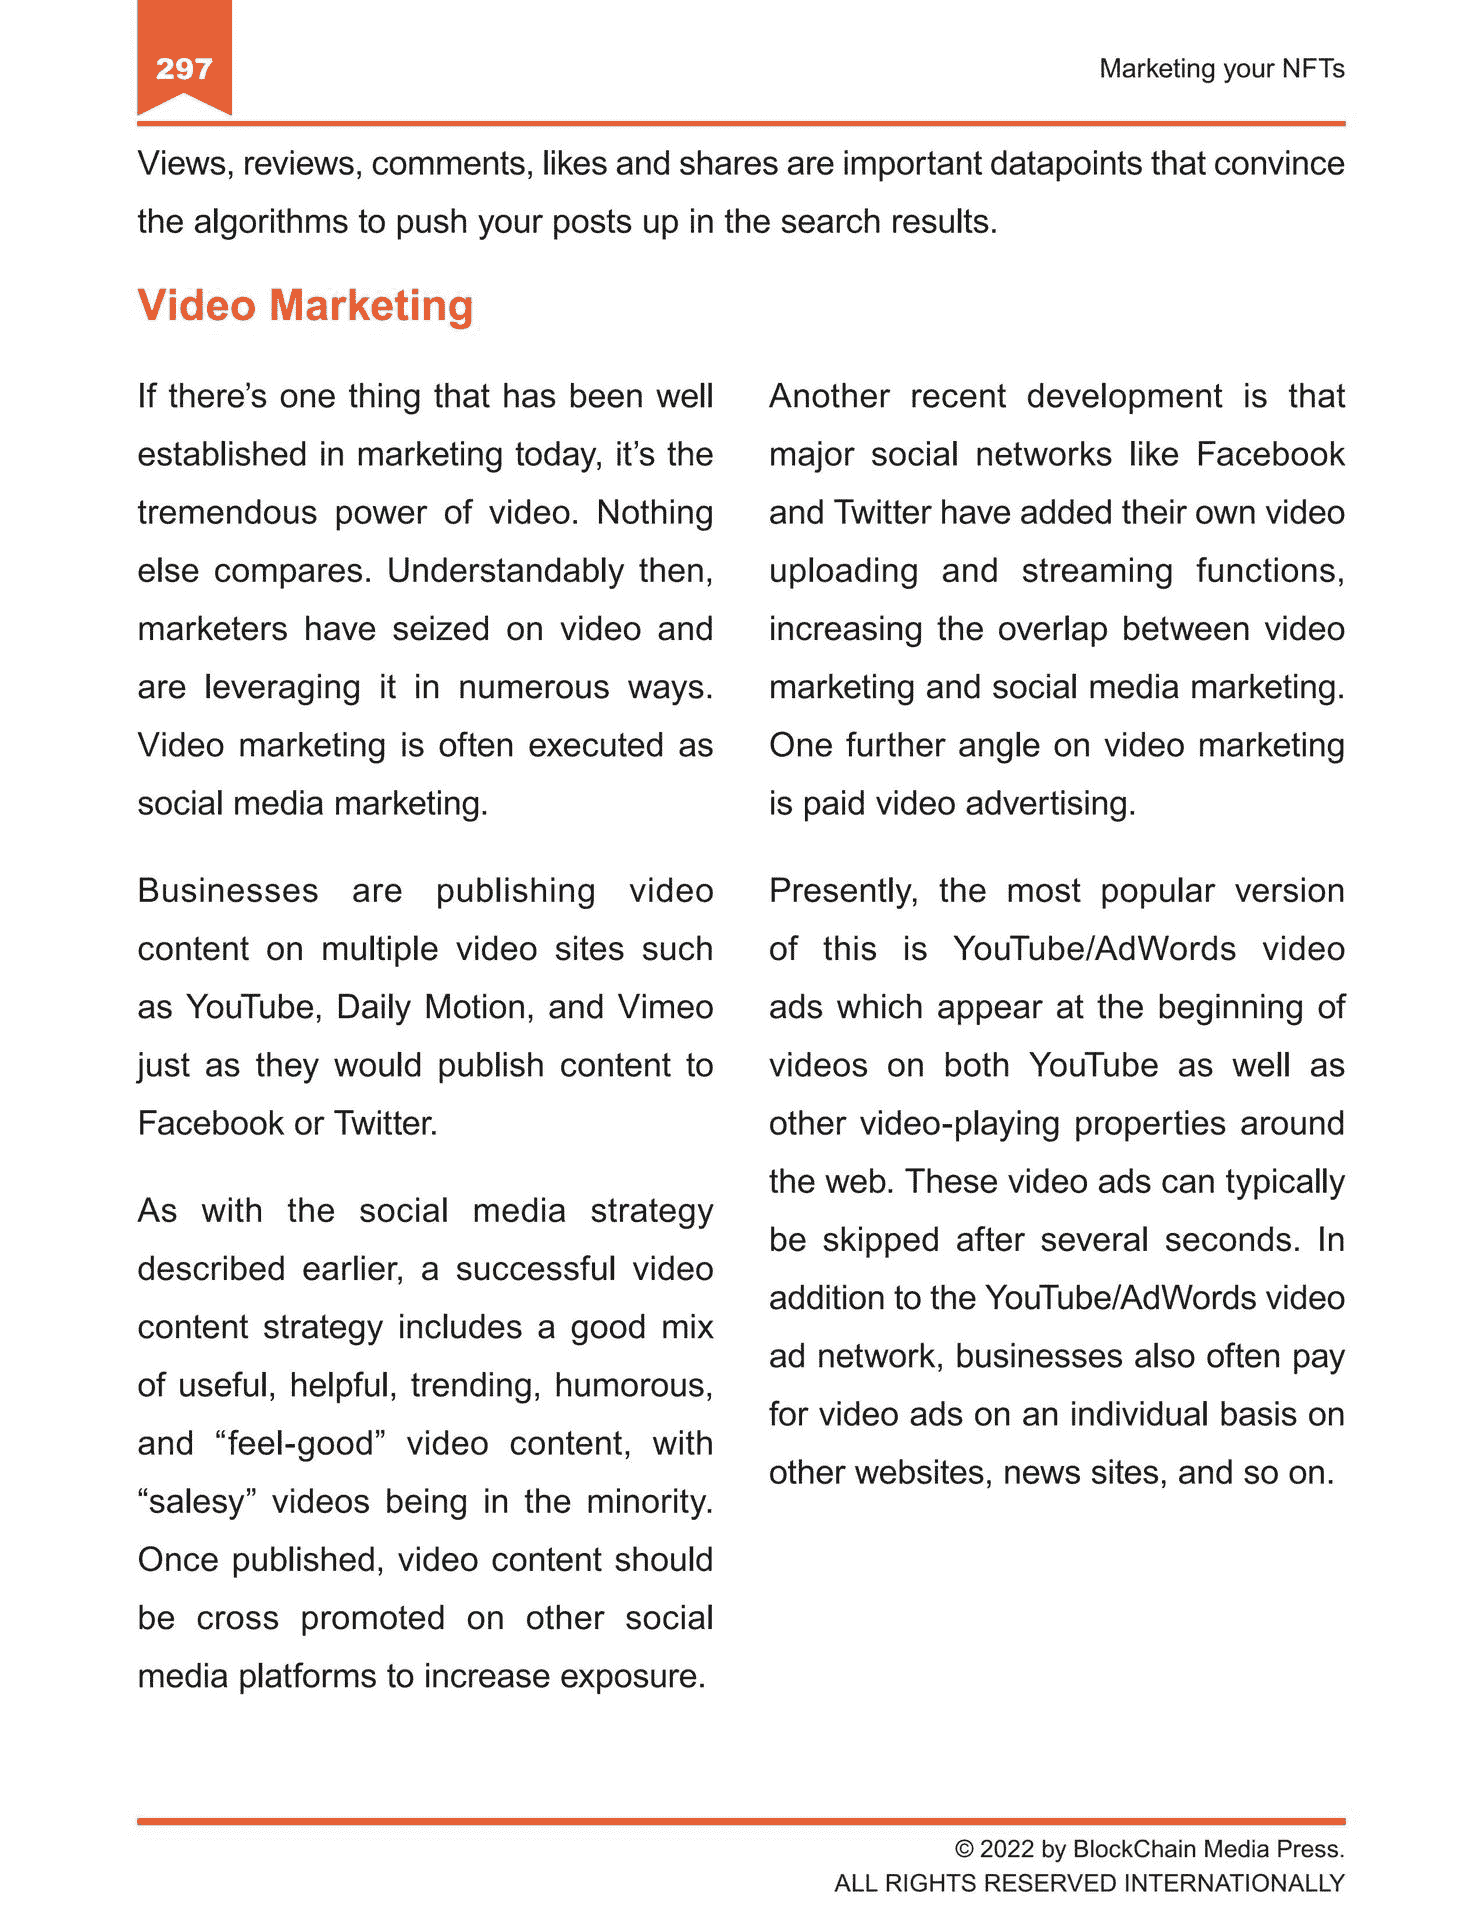 297
Marketing your NFTs
Views, reviews, comments, likes and shares are important datapoints that convince
the algorithms to push your posts up in the search results.
Video Marketing
If there’s one thing that has been well
established in marketing today, it’s the
tremendous power of video. Nothing
else compares. Understandably then,
marketers have seized on video and
are leveraging it in numerous ways.
Video marketing is often executed as
social media marketing.
Businesses are publishing video
content on multiple video sites such
as YouTube, Daily Motion, and Vimeo
just as they would publish content to
Facebook or Twitter.
As with the social media strategy
described earlier, a successful video
content strategy includes a good mix
of useful, helpful, trending, humorous,
and “feel-good” video content, with
“salesy” videos being in the minority.
Once published, video content should
be cross promoted on other social
media platforms to increase exposure.
Another recent development is that
major social networks like Facebook
and Twitter have added their own video
uploading and streaming functions,
increasing the overlap between video
marketing and social media marketing.
One further angle on video marketing
is paid video advertising.
Presently, the most popular version
of this is YouTube/AdWords video
ads which appear at the beginning of
videos on both YouTube as well as
other video-playing properties around
the web. These video ads can typically
be skipped after several seconds. In
addition to the YouTube/AdWords video
ad network, businesses also often pay
for video ads on an individual basis on
other websites, news sites, and so on.
© 2022 by BlockChain Media Press.
ALL RIGHTS RESERVED INTERNATIONALLY